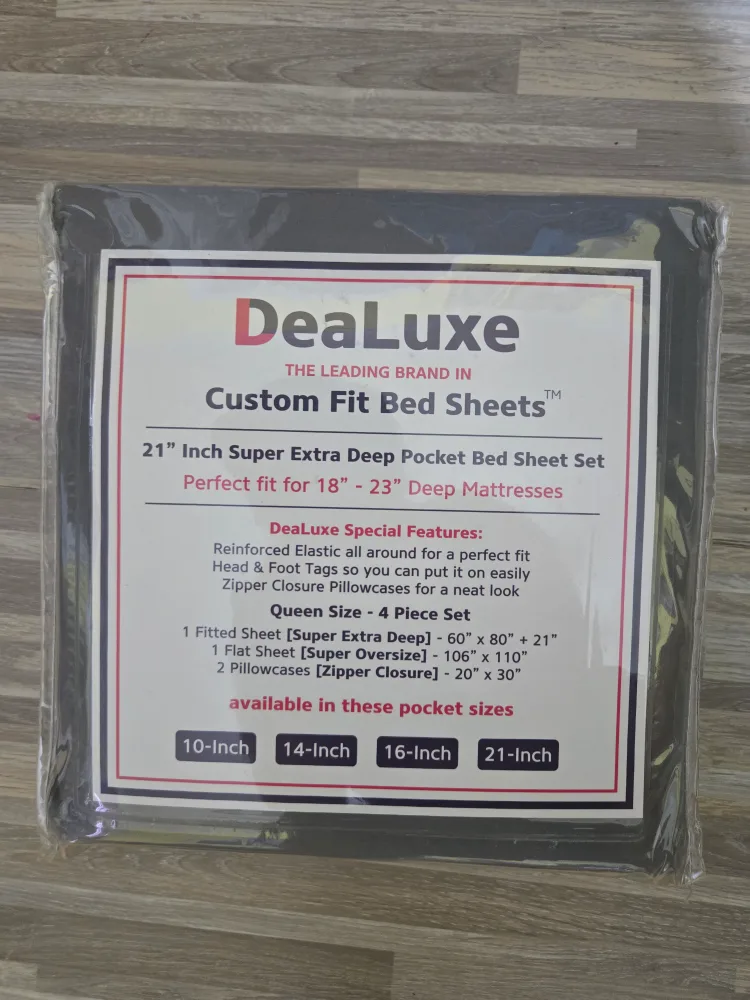 DeaLuxe
THE LEADING BRAND IN
Custom Fit Bed Sheets™
21” Inch Super Extra Deep Pocket Bed Sheet Set
Perfect fit for 18” - 23” Deep Mattresses
DeaLuxe Special Features:
Reinforced Elastic all around for a perfect fit
Head & Foot Tags so you can put it on easily
Zipper Closure Pillowcases for a neat look
Queen Size - 4 Piece Set
1 Fitted Sheet [Super Extra Deep] - 60” x 80” + 21”
1 Flat Sheet [Super Oversize] - 106” x 110”
2 Pillowcases [Zipper Closure] - 20” x 30”
available in these pocket sizes
10-Inch 14-Inch 16-Inch 21-Inch